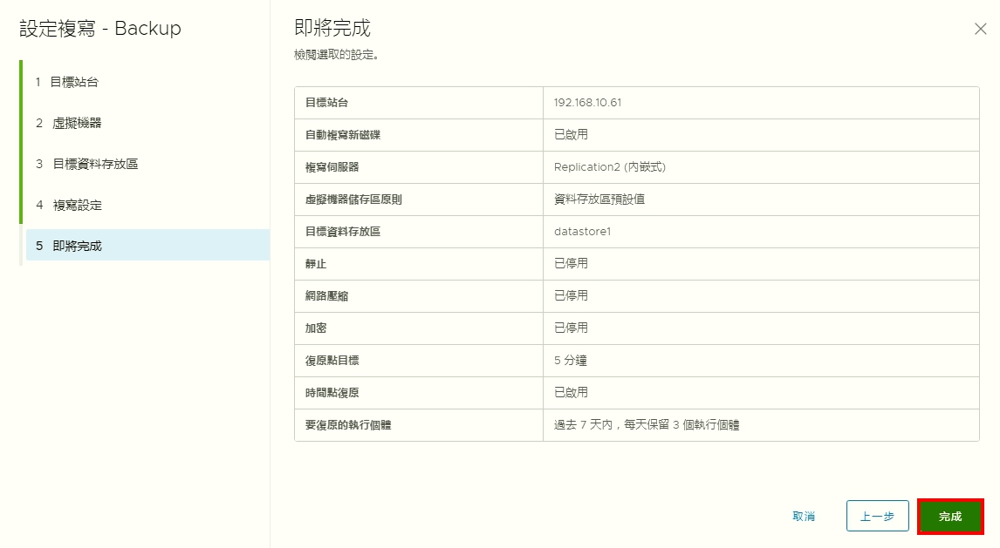 設定複寫 - Backup
1 目標站台
2 虛擬機器
3 目標資料存放區
4 複寫設定
5 即將完成
即將完成
檢閱選取的設定。
目標站台 192.168.10.61
自動複寫新磁碟 已啟用
複寫伺服器 Replication2 (內嵌式)
虛擬機器儲存區原則 資料存放區預設值
目標資料存放區 datastore1
靜止 已停用
網路壓縮 已停用
加密 已停用
復原點目標 5 分鐘
時間點復原 已啟用
要復原的執行個體 過去 7 天內，每天保留 3 個執行個體
取消 上一步 完成